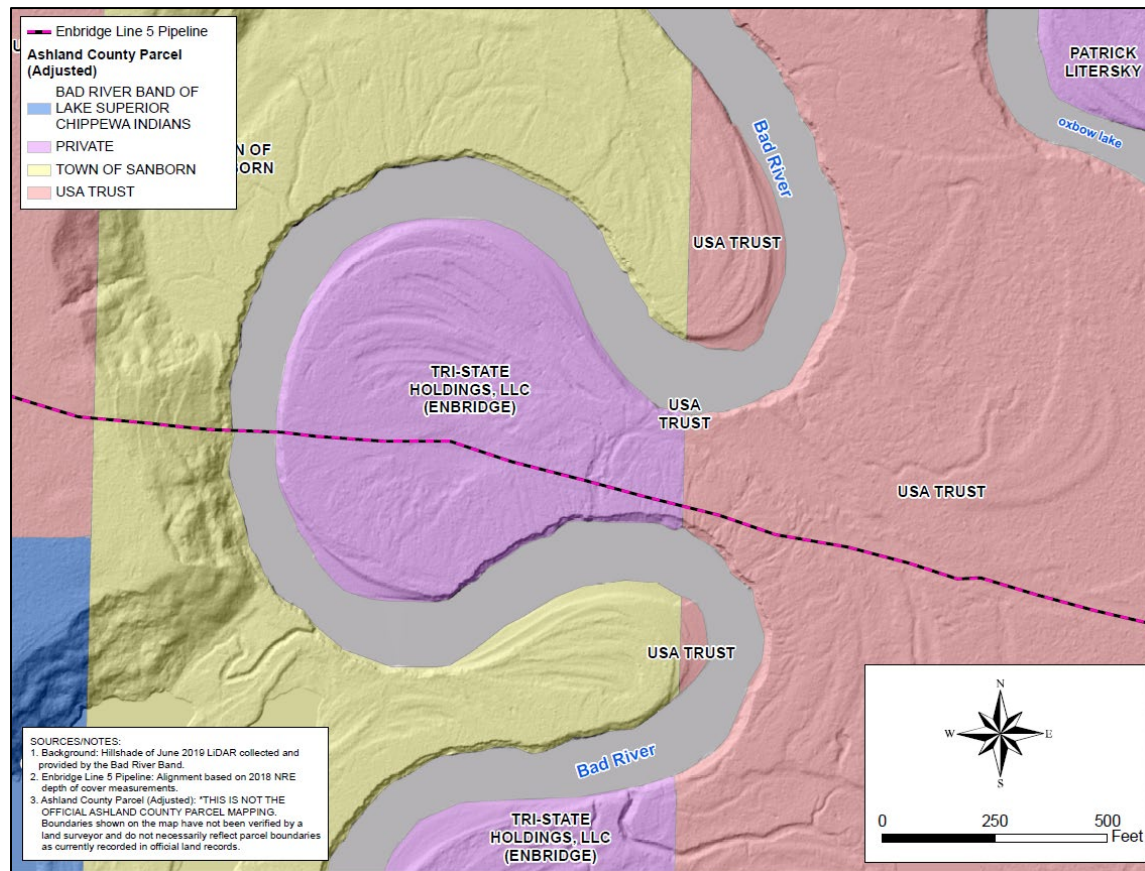 Enbridge Line 5 Pipeline
Ashland County Parcel
(Adjusted)
BAD RIVER BAND OF
LAKE SUPERIOR
CHIPPEWA INDIANS
PRIVATE
TOWN OF SANBORN
USA TRUST
U
N OF
BORN
PATRICK
LITERSKY
oxbow lake
Bad River
USA TRUST
TRI-STATE
HOLDINGS, LLC
(ENBRIDGE)
USA
TRUST
USA TRUST
USA TRUST
Bad River
TRI-STATE
HOLDINGS, LLC
(ENBRIDGE)
SOURCES/NOTES:
1. Background: Hillshade of June 2019 LiDAR collected and
provided by the Bad River Band.
2. Enbridge Line 5 Pipeline: Alignment based on 2018 NRE
depth of cover measurements.
3. Ashland County Parcel (Adjusted): *THIS IS NOT THE
OFFICIAL ASHLAND COUNTY PARCEL MAPPING.
Boundaries shown on the map have not been verified by a
land surveyor and do not necessarily reflect parcel boundaries
as currently recorded in official land records.
N
W E
S
0 250 500
Feet